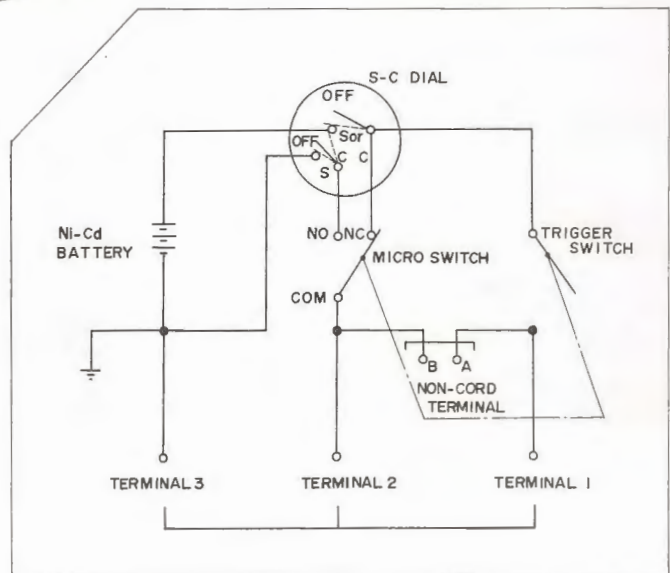 S-C DIAL
OFF
Sor
OFF
C C
S
Ni-Cd
BATTERY
NO NC
MICRO SWITCH
TRIGGER
SWITCH
COM
B A
NON-CORD
TERMINAL
TERMINAL 3
TERMINAL 2
TERMINAL 1